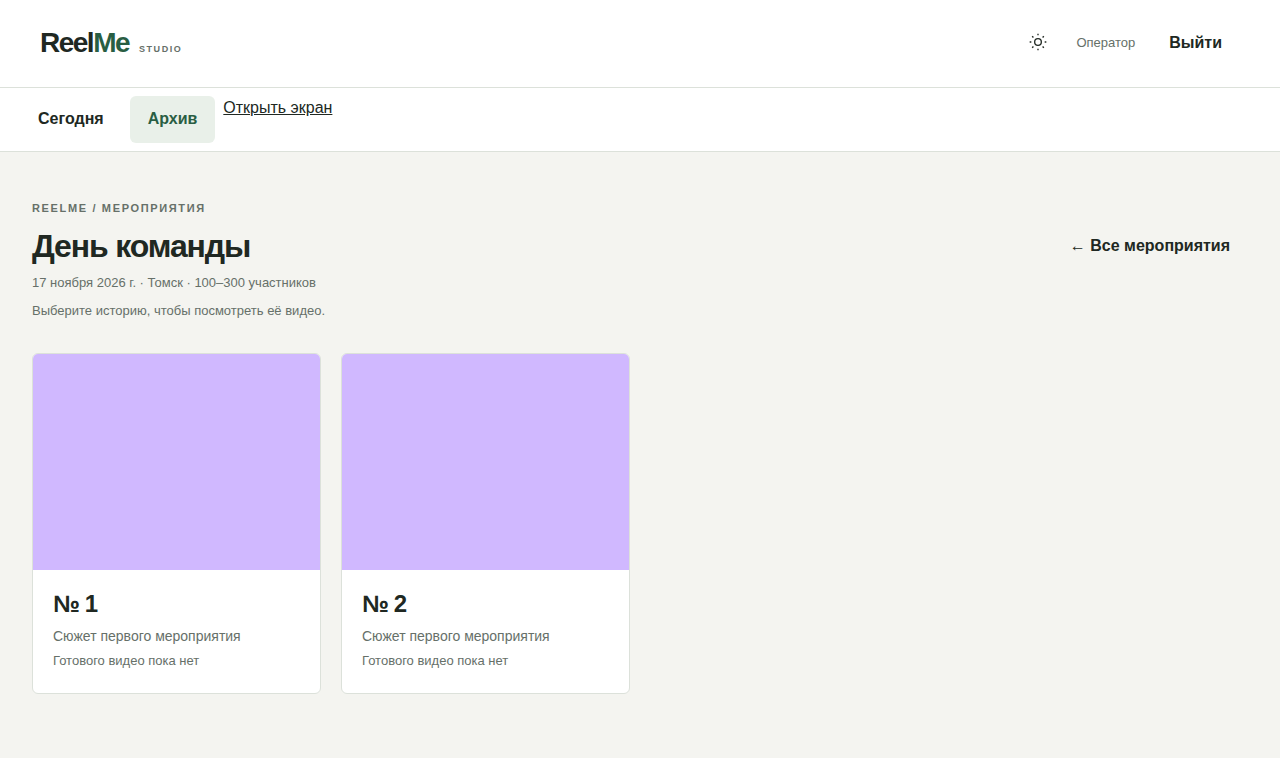 ReelMe STUDIO
Оператор
Выйти
Сегодня
Архив
Открыть экран
REELME / МЕРОПРИЯТИЯ
День команды
← Все мероприятия
17 ноября 2026 г. · Томск · 100–300 участников
Выберите историю, чтобы посмотреть её видео.
№ 1
Сюжет первого мероприятия
Готового видео пока нет
№ 2
Сюжет первого мероприятия
Готового видео пока нет